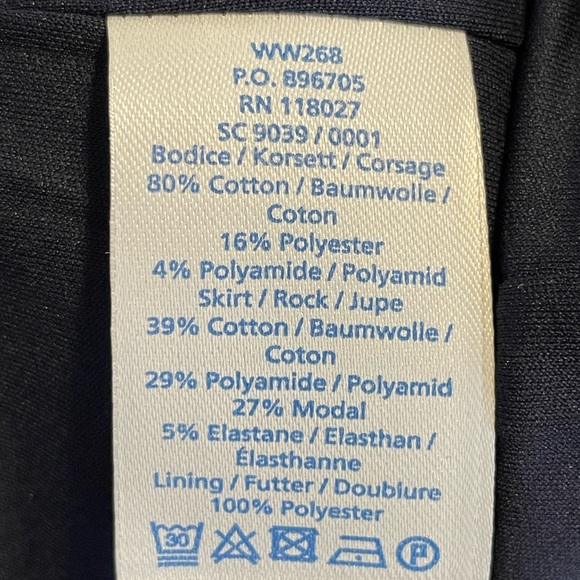 WW268
P.O. 896705
RN 118027
SC 9039 / 0001
Bodice / Korsett / Corsage
80% Cotton / Baumwolle /
Coton
16% Polyester
4% Polyamide / Polyamid
Skirt / Rock / Jupe
39% Cotton / Baumwolle /
Coton
29% Polyamide / Polyamid
27% Modal
5% Elastane / Elasthan /
Élasthanne
Lining / Futter / Doublure
100% Polyester
30 P